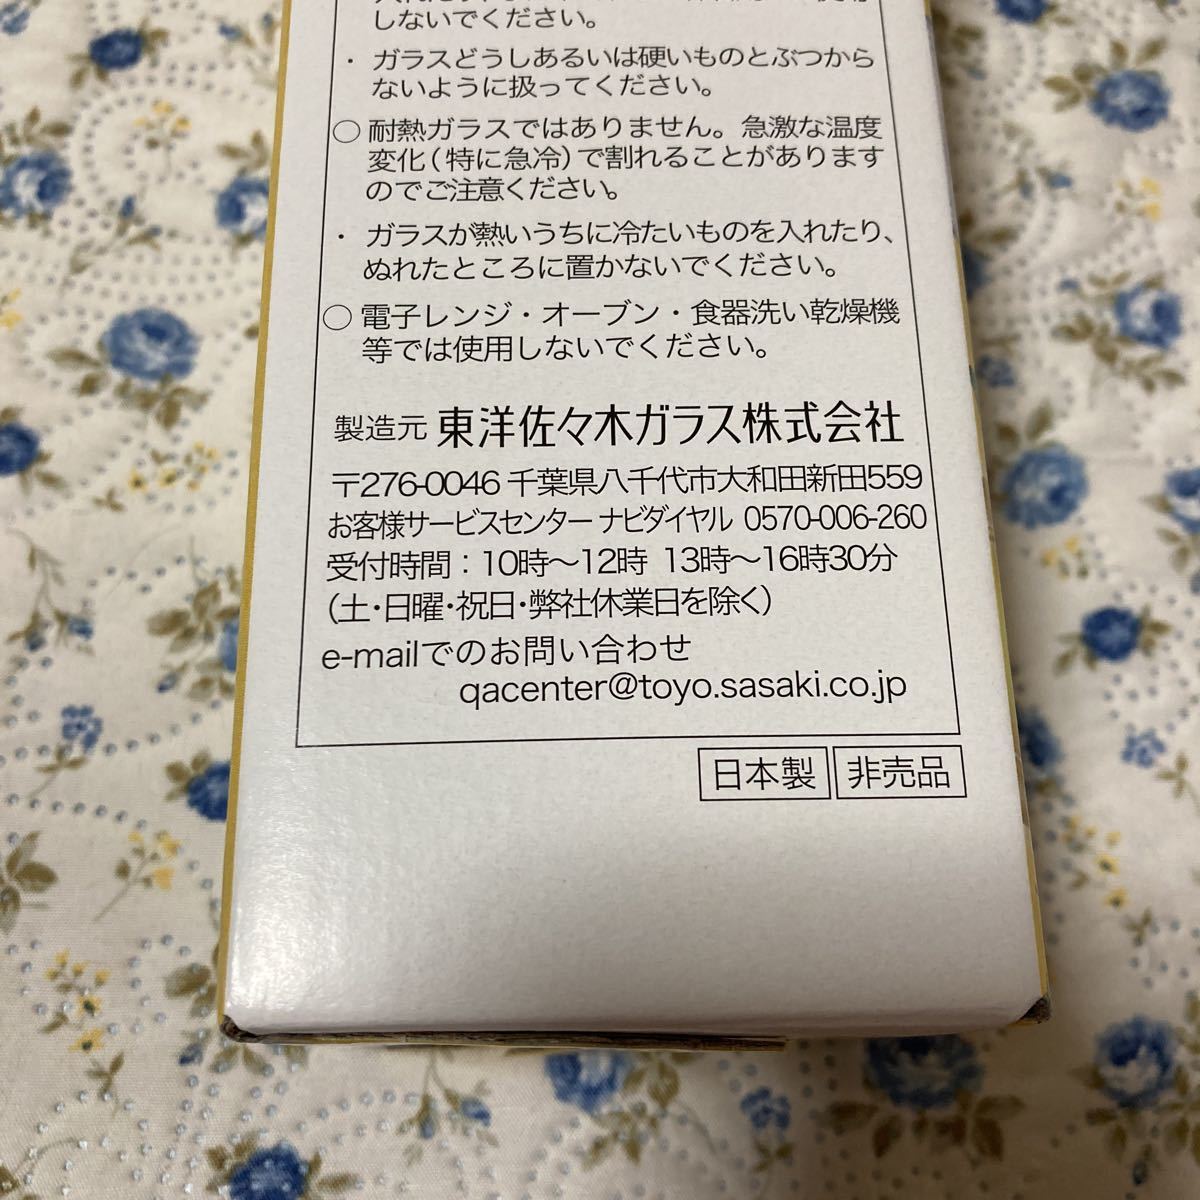 しないでください。
・ ガラスどうしあるいは硬いものとぶつから
ないように扱ってください。
○ 耐熱ガラスではありません。急激な温度
変化(特に急冷)で割れることがあります
のでご注意ください。
・ ガラスが熱いうちに冷たいものを入れたり、
ぬれたところに置かないでください。
○ 電子レンジ・オーブン・食器洗い乾燥機
等では使用しないでください。
製造元 東洋佐々木ガラス株式会社
〒276-0046 千葉県八千代市大和田新田559
お客様サービスセンター ナビダイヤル 0570-006-260
受付時間:10時〜12時 13時〜16時30分
(土・日曜・祝日・弊社休業日を除く)
e-mailでのお問い合わせ
qacenter@toyo.sasaki.co.jp
日本製 非売品